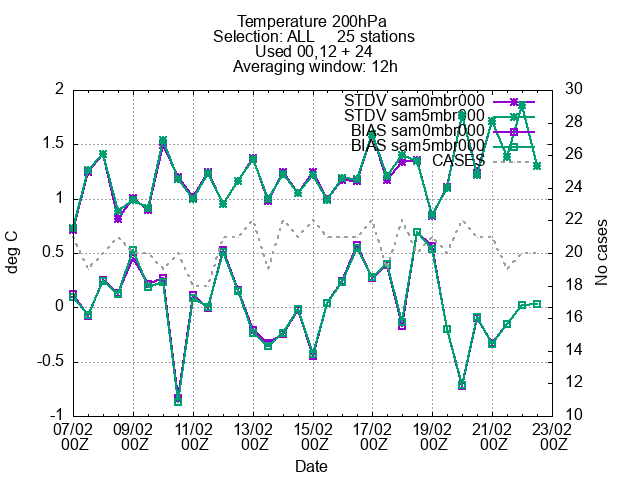 Temperature 200hPa
Selection: ALL 25 stations
Used 00,12 + 24
Averaging window: 12h
STDV sam0mbr000
STDV sam5mbr000
BIAS sam0mbr000
BIAS sam5mbr000
CASES
deg C
2
1.5
1
0.5
0
-0.5
-1
No cases
30
28
26
24
22
20
18
16
14
12
10
07/02 09/02 11/02 13/02 15/02 17/02 19/02 21/02 23/02
00Z 00Z 00Z 00Z 00Z 00Z 00Z 00Z 00Z
Date